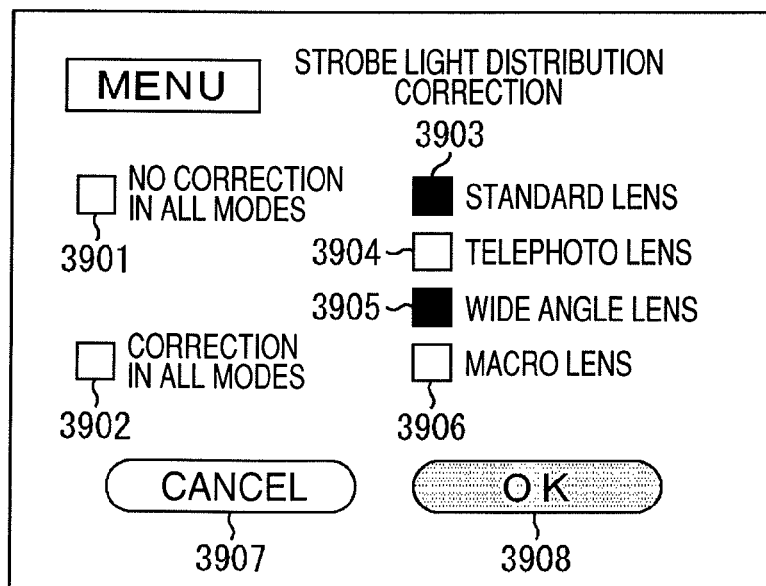 MENU
STROBE LIGHT DISTRIBUTION
CORRECTION
3903
NO CORRECTION
IN ALL MODES
3901
STANDARD LENS
3904
TELEPHOTO LENS
3905
WIDE ANGLE LENS
CORRECTION
IN ALL MODES
3902
MACRO LENS
3906
CANCEL
OK
3907
3908